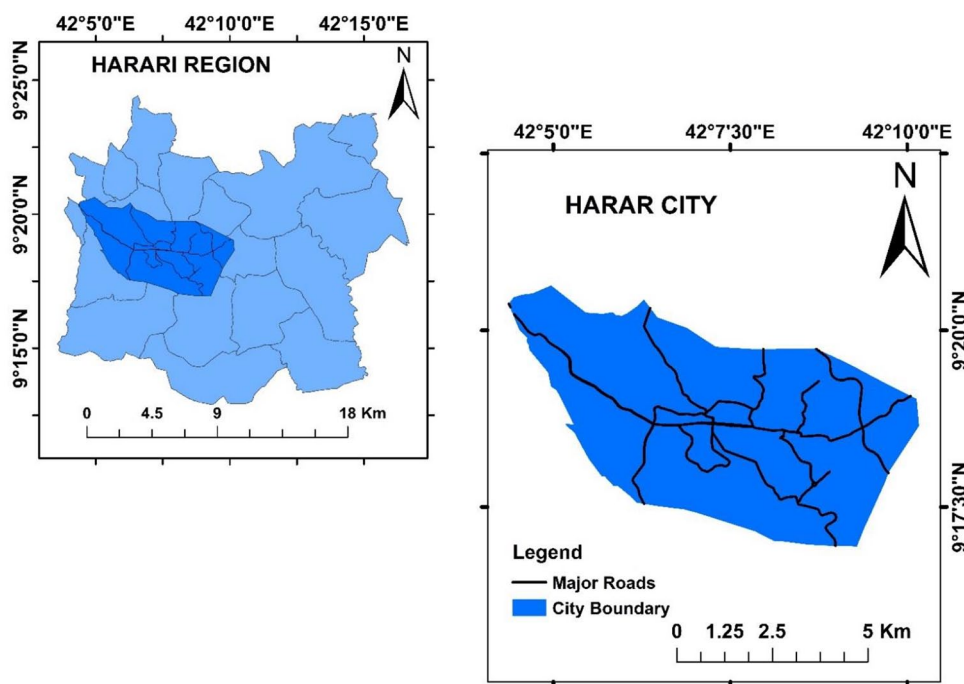 42°5'0"E 42°10'0"E 42°15'0"E
HARARI REGION
N
9°25'0"N
9°20'0"N
9°15'0"N
0 4.5 9 18 Km
42°5'0"E 42°7'30"E 42°10'0"E
HARAR CITY
N
9°20'0"N
9°17'30"N
Legend
Major Roads
City Boundary
0 1.25 2.5 5 Km